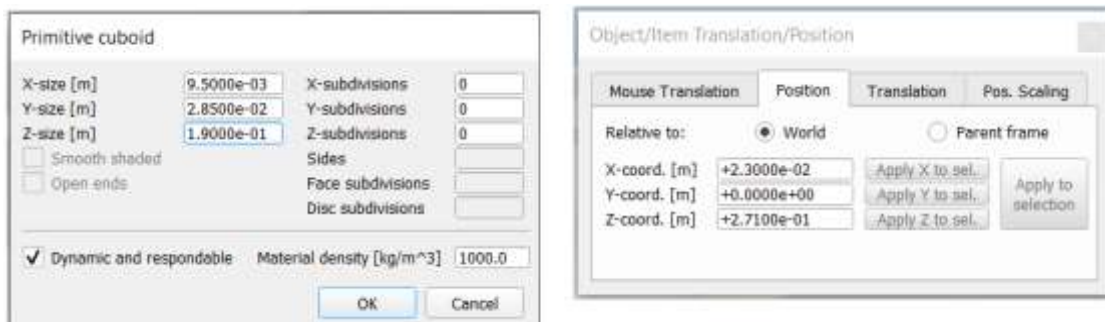 Primitive cuboid
X-size [m] 9.5000e-03 X-subdivisions 0
Y-size [m] 2.8500e-02 Y-subdivisions 0
Z-size [m] 1.9000e-01 Z-subdivisions 0
Smooth shaded Sides
Open ends Face subdivisions
Disc subdivisions
Dynamic and respondable Material density [kg/m^3] 1000.0
OK Cancel
Object/Item Translation/Position
Mouse Translation Position Translation Pos. Scaling
Relative to: World Parent frame
X-coord. [m] +2.3000e-02 Apply X to sel.
Y-coord. [m] +0.0000e+00 Apply Y to sel.
Z-coord. [m] +2.7100e-01 Apply Z to sel.
Apply to
selection